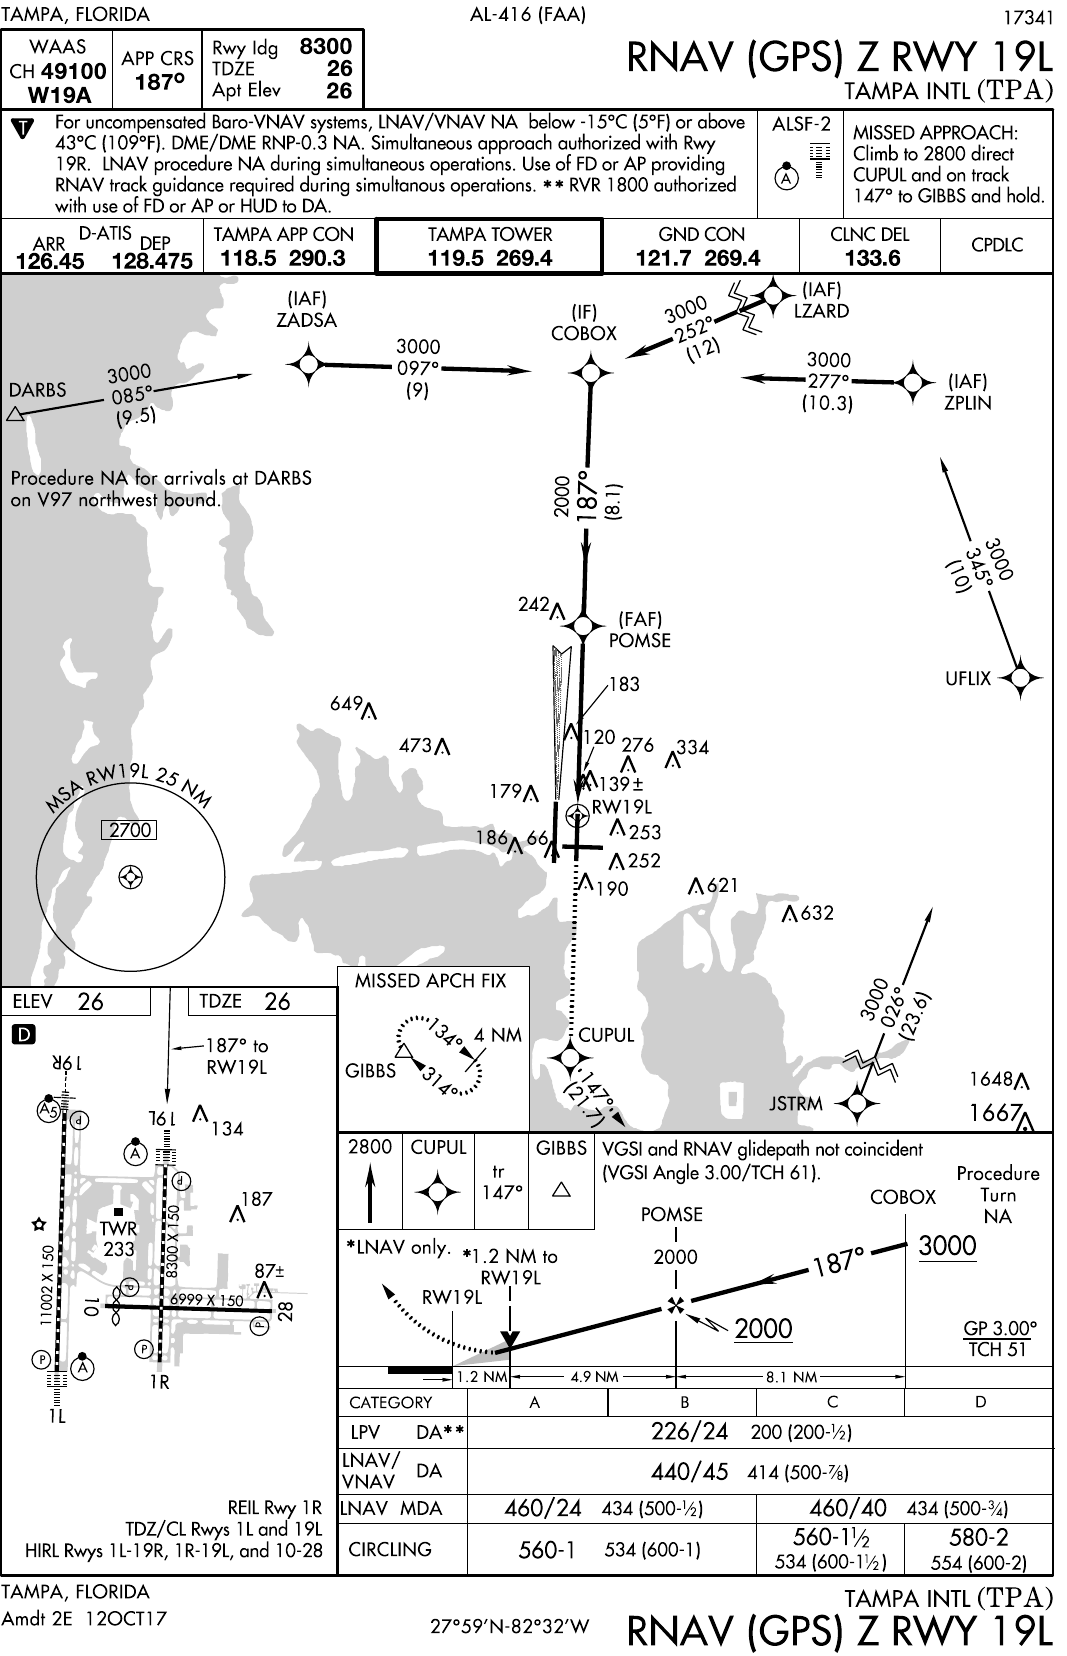 TAMPA, FLORIDA
AL-416 (FAA)
17341
WAAS
CH 49100
W19A
APP CRS
187°
Rwy Idg 8300
TDZE 26
Apt Elev 26
RNAV (GPS) Z RWY 19L
TAMPA INTL (TPA)
T
For uncompensated Baro-VNAV systems, LNAV/VNAV NA below -15°C (5°F) or above
43°C (109°F). DME/DME RNP-0.3 NA. Simultaneous approach authorized with Rwy
19R. LNAV procedure NA during simultaneous operations. Use of FD or AP providing
RNAV track guidance required during simultanous operations. ** RVR 1800 authorized
with use of FD or AP or HUD to DA.
ALSF-2
A
MISSED APPROACH:
Climb to 2800 direct
CUPUL and on track
147° to GIBBS and hold.
D-ATIS
ARR DEP
126.45 128.475
TAMPA APP CON
118.5 290.3
TAMPA TOWER
119.5 269.4
GND CON
121.7 269.4
CLNC DEL
133.6
CPDLC
(IAF)
ZADSA
(IF)
COBOX
(IAF)
LZARD
3000
252°
(12)
3000
097°
(9)
3000
277°
(10.3)
(IAF)
ZPLIN
DARBS
3000
085°
(9.5)
Procedure NA for arrivals at DARBS
on V97 northwest bound.
2000
187°
(8.1)
3000
345°
(10)
242
(FAF)
POMSE
UFLIX
183
649
473
120
276
334
139±
179
RW19L
253
186
66
252
190
621
632
MSA RW19L 25 NM
2700
3000
026°
(23.6)
JSTRM
1648
1667
CUPUL
147°
(21.7)
MISSED APCH FIX
4 NM
134°
314°
GIBBS
ELEV 26
TDZE 26
D
187° to
RW19L
19R
A5
P
19L
134
A
P
P
187
TWR
233
11002 X 150
8300 X 150
87±
P
10
6999 X 150
28
P
P
P
A
1R
1L
REIL Rwy 1R
TDZ/CL Rwys 1L and 19L
HIRL Rwys 1L-19R, 1R-19L, and 10-28
2800
CUPUL
tr
147°
GIBBS
VGSI and RNAV glidepath not coincident
(VGSI Angle 3.00/TCH 61).
Procedure
Turn
NA
COBOX
POMSE
2000
187°
3000
*LNAV only.
*1.2 NM to
RW19L
RW19L
2000
GP 3.00°
TCH 51
1.2 NM
4.9 NM
8.1 NM
CATEGORY A B C D
LPV DA** 226/24 200 (200-½)
LNAV/
VNAV DA 440/45 414 (500-⅞)
LNAV MDA 460/24 434 (500-½) 460/40 434 (500-¾)
CIRCLING 560-1 534 (600-1) 560-1½ 534 (600-1½) 580-2 554 (600-2)
TAMPA, FLORIDA
Amdt 2E 12OCT17
27°59′N-82°32′W
TAMPA INTL (TPA)
RNAV (GPS) Z RWY 19L